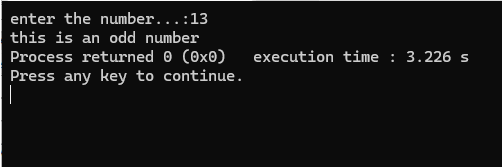 enter the number...:13
this is an odd number
Process returned 0 (0x0)   execution time : 3.226 s
Press any key to continue.